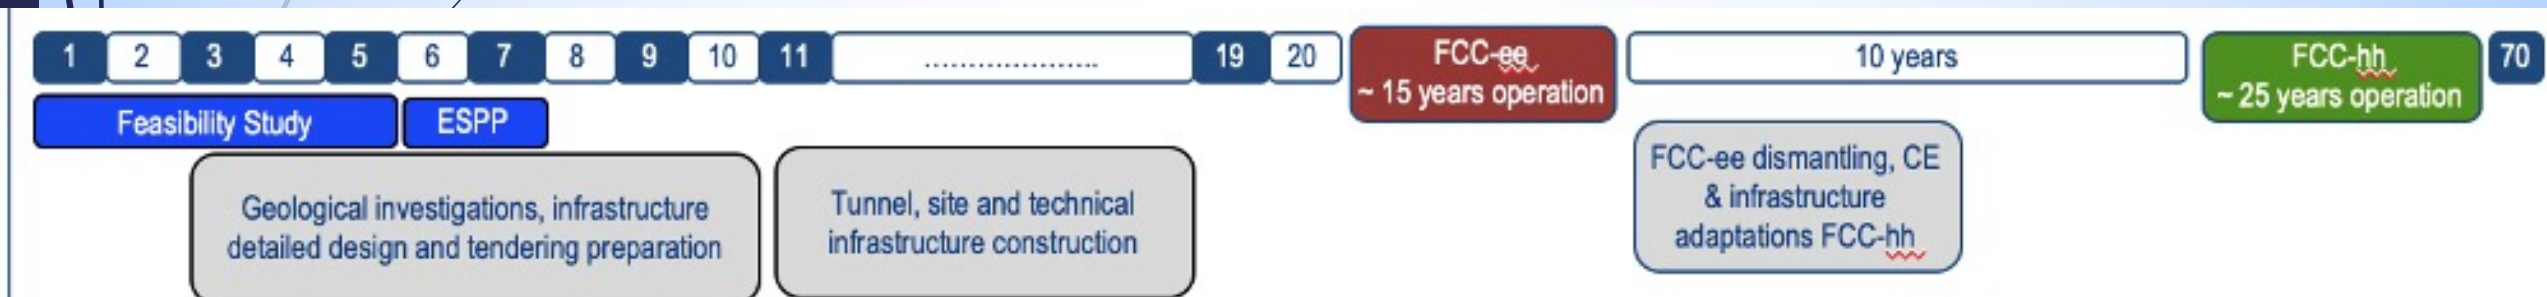 1 2 3 4 5 6 7 8 9 10 11 .................... 19 20
FCC-ee
~ 15 years operation
10 years
FCC-hh
~ 25 years operation
70
Feasibility Study
ESPP
Geological investigations, infrastructure
detailed design and tendering preparation
Tunnel, site and technical
infrastructure construction
FCC-ee dismantling, CE
& infrastructure
adaptations FCC-hh